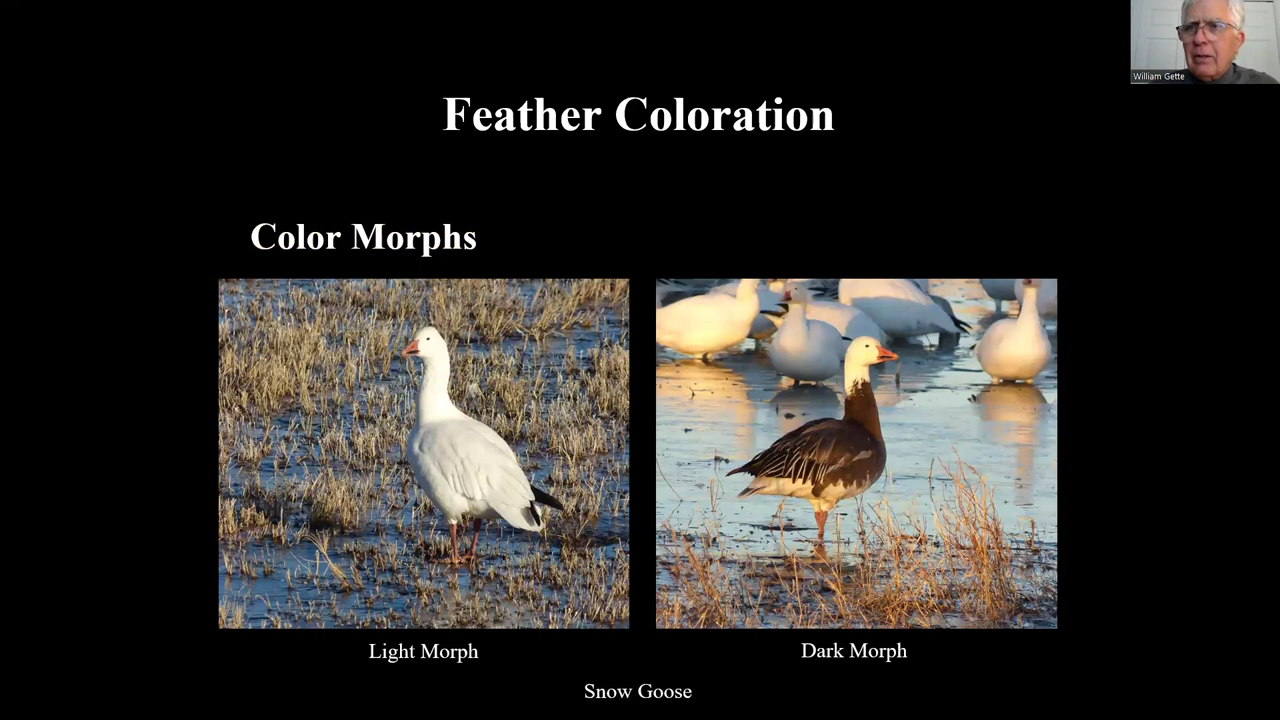 William Gette
Feather Coloration
Color Morphs
Light Morph
Dark Morph
Snow Goose